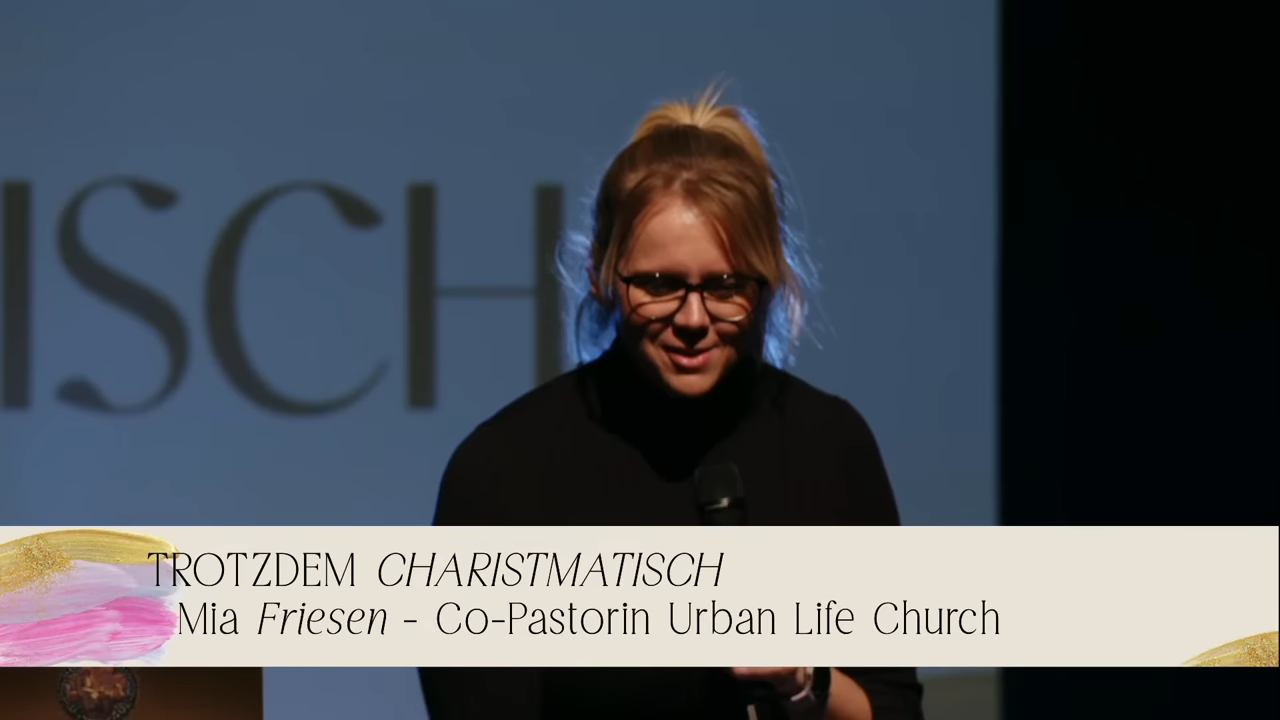 ISCH
TROTZDEM CHARISTMATISCH
Mia Friesen - Co-Pastorin Urban Life Church